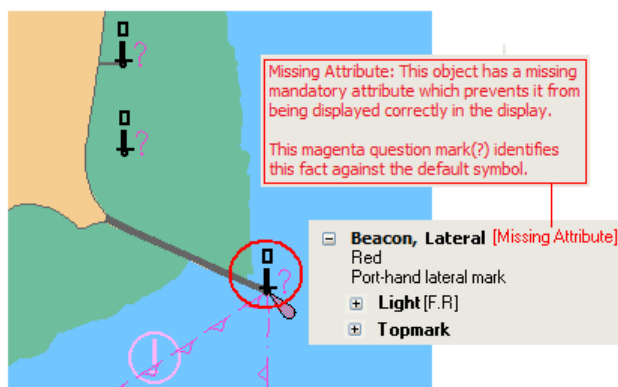 Missing Attribute: This object has a missing
mandatory attribute which prevents it from
being displayed correctly in the display.
This magenta question mark(?) identifies
this fact against the default symbol.
?
?
?
Beacon, Lateral [Missing Attribute]
Red
Port-hand lateral mark
Light [F.R]
Topmark